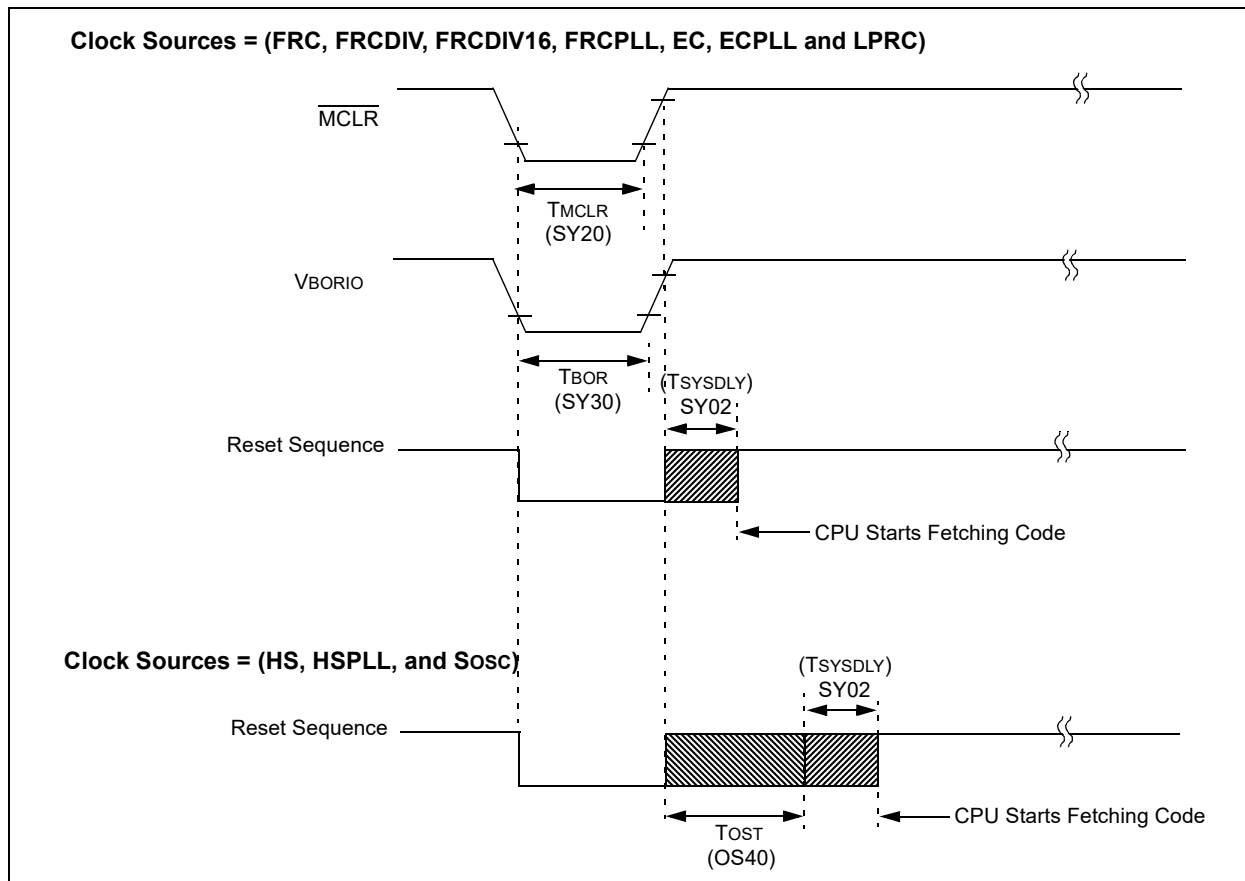 Clock Sources = (FRC, FRCDIV, FRCDIV16, FRCPLL, EC, ECPLL and LPRC)
MCLR
TMCLR
(SY20)
VBORIO
TBOR
(SY30)
(TSYSDLY)
SY02
Reset Sequence
CPU Starts Fetching Code
Clock Sources = (HS, HSPLL, and SOSC)
(TSYSDLY)
SY02
Reset Sequence
CPU Starts Fetching Code
TOST
(OS40)